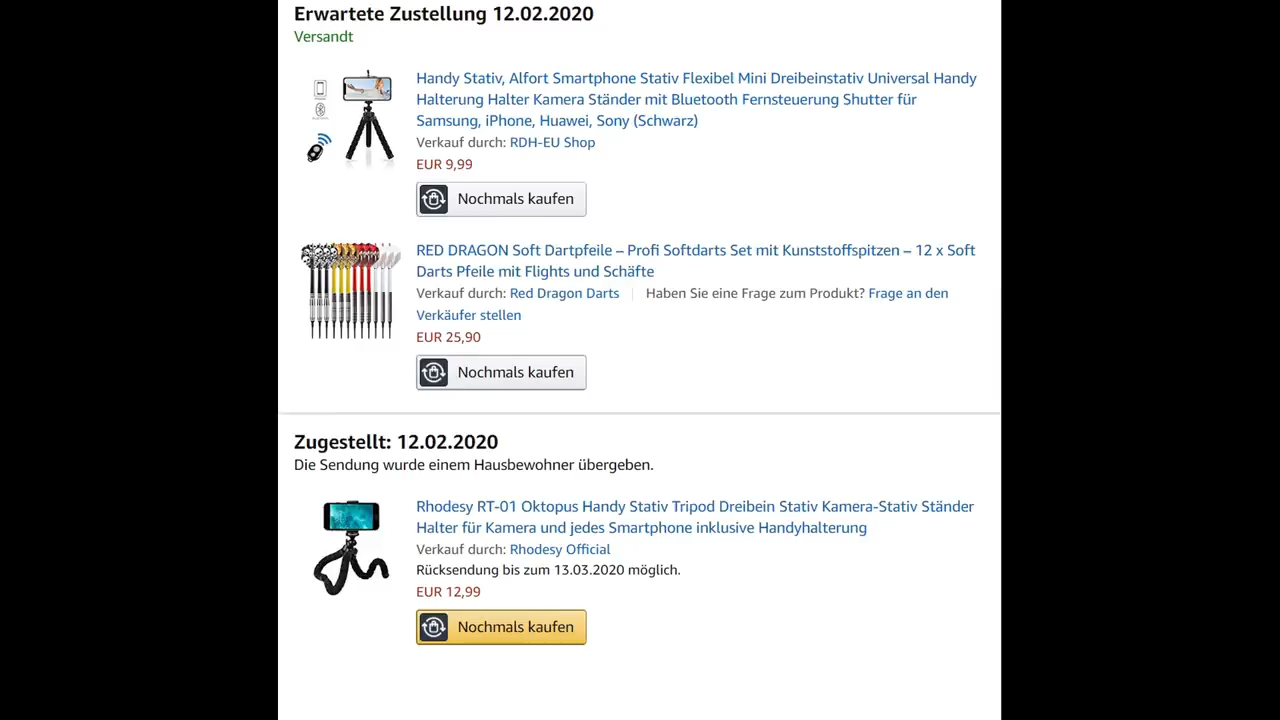 Erwartete Zustellung 12.02.2020
Versandt
Handy Stativ, Alfort Smartphone Stativ Flexibel Mini Dreibeinstativ Universal Handy
Halterung Halter Kamera Ständer mit Bluetooth Fernsteuerung Shutter für
Samsung, iPhone, Huawei, Sony (Schwarz)
Verkauf durch: RDH-EU Shop
EUR 9,99
Nochmals kaufen
RED DRAGON Soft Dartpfeile – Profi Softdarts Set mit Kunststoffspitzen – 12 x Soft
Darts Pfeile mit Flights und Schäfte
Verkauf durch: Red Dragon Darts | Haben Sie eine Frage zum Produkt? Frage an den
Verkäufer stellen
EUR 25,90
Nochmals kaufen
Zugestellt: 12.02.2020
Die Sendung wurde einem Hausbewohner übergeben.
Rhodesy RT-01 Oktopus Handy Stativ Tripod Dreibein Stativ Kamera-Stativ Ständer
Halter für Kamera und jedes Smartphone inklusive Handyhalterung
Verkauf durch: Rhodesy Official
Rücksendung bis zum 13.03.2020 möglich.
EUR 12,99
Nochmals kaufen